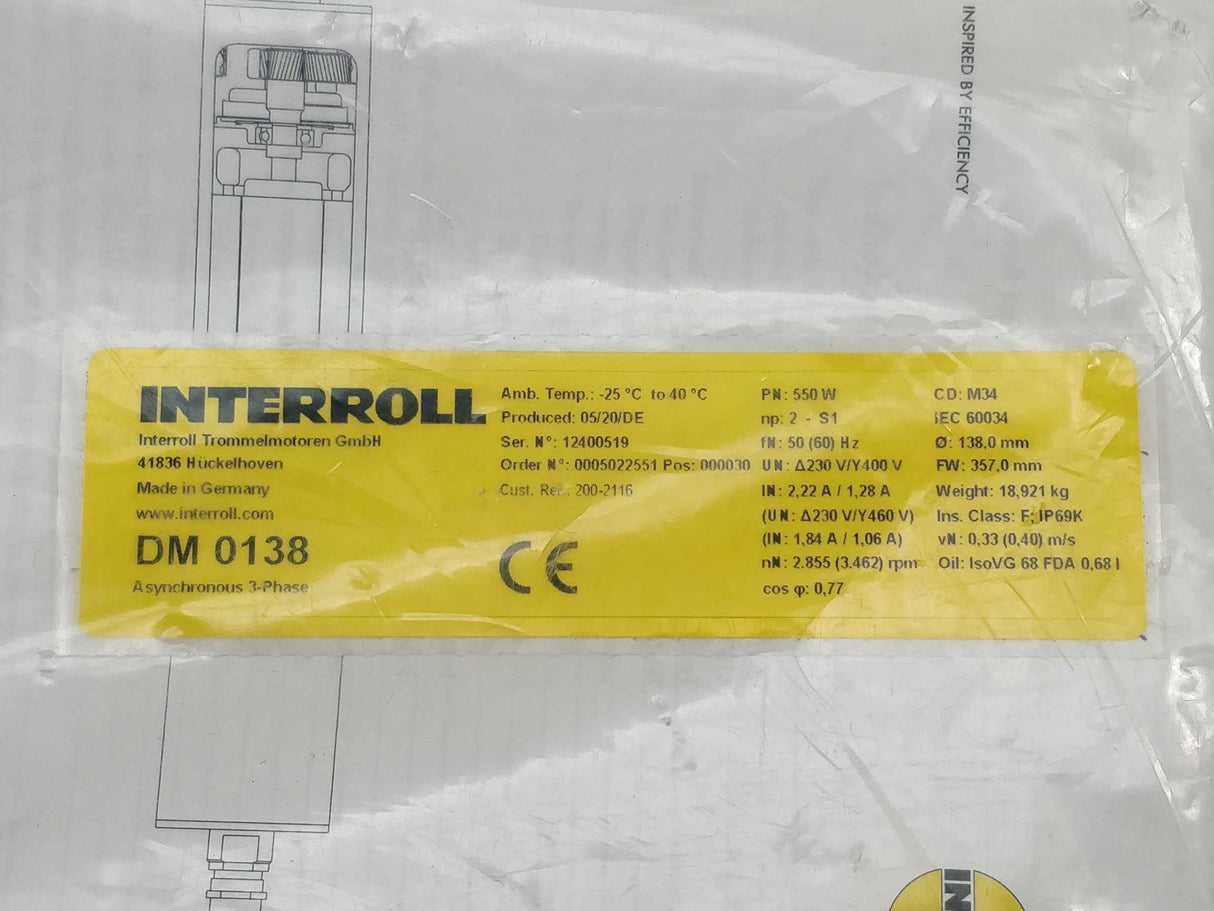 INSPIRED BY EFFICIENCY
INTERROLL
Interroll Trommelmotoren GmbH
41836 Hückelhoven
Made in Germany
www.interroll.com
DM 0138
Asynchronous 3-Phase
Amb. Temp.: -25 °C to 40 °C
Produced: 05/20/DE
Ser. N°: 12400519
Order N°: 0005022551 Pos: 000030
Cust. Ref.: 200-2116
CE
PN: 550 W
np: 2 - S1
fN: 50 (60) Hz
UN: Δ230 V/Y400 V
IN: 2,22 A / 1,28 A
(UN: Δ230 V/Y460 V)
(IN: 1,84 A / 1,06 A)
nN: 2.855 (3.462) rpm
cos φ: 0,77
CD: M34
IEC 60034
Ø: 138,0 mm
FW: 357,0 mm
Weight: 18,921 kg
Ins. Class: F; IP69K
vN: 0,33 (0,40) m/s
Oil: IsoVG 68 FDA 0,68 l
IN